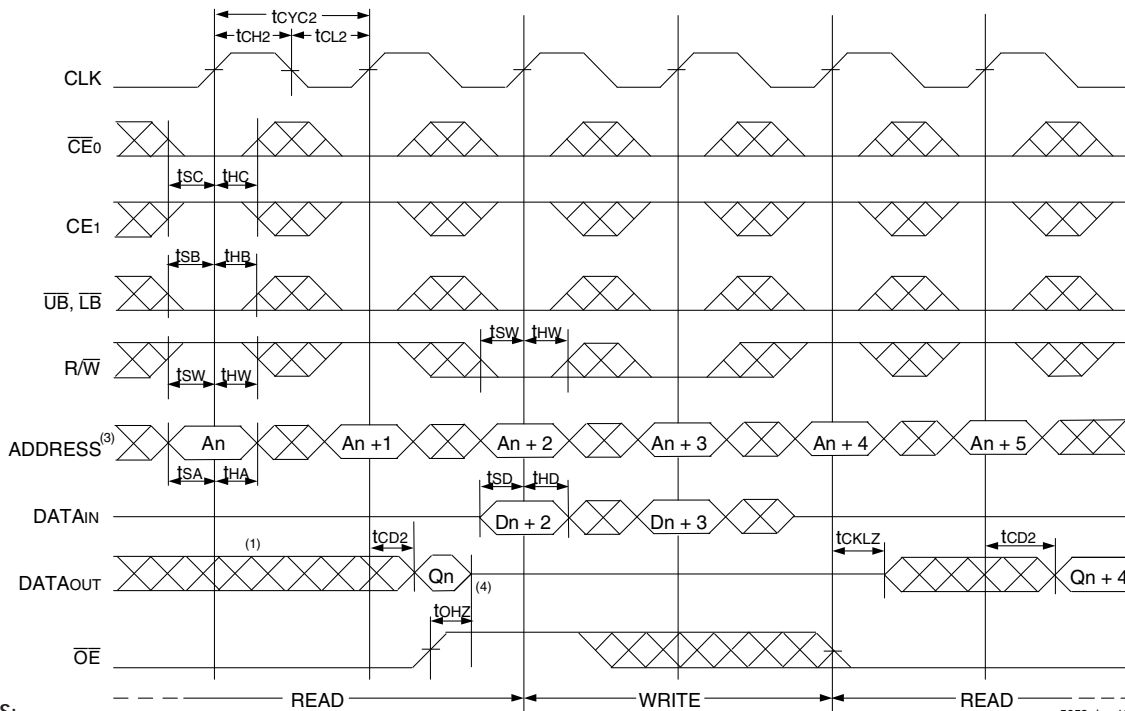 tCYC2
tCH2 tCL2
CLK
CE0
tSC tHC
CE1
tSB tHB
UB, LB
tSW tHW
R/W
tSW tHW
ADDRESS(3) An An +1 An + 2 An + 3 An + 4 An + 5
tSA tHA tSD tHD
DATAIN Dn + 2 Dn + 3
tCD2 tCKLZ tCD2
(1)
DATAOUT Qn (4) Qn + 4
tOHZ
OE
READ WRITE READ